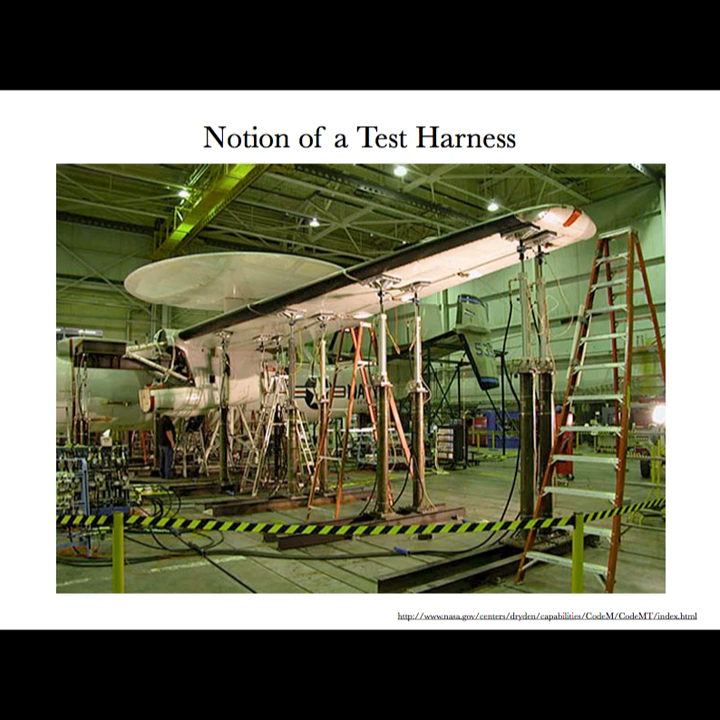 Notion of a Test Harness
http://www.nasa.gov/centers/dryden/capabilities/CodeM/CodeMT/index.html